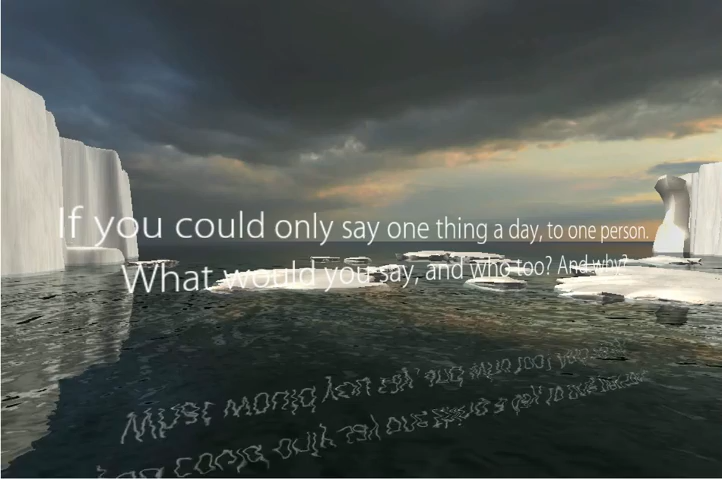 If you could only say one thing a day, to one person.
What would you say, and who too? And why?